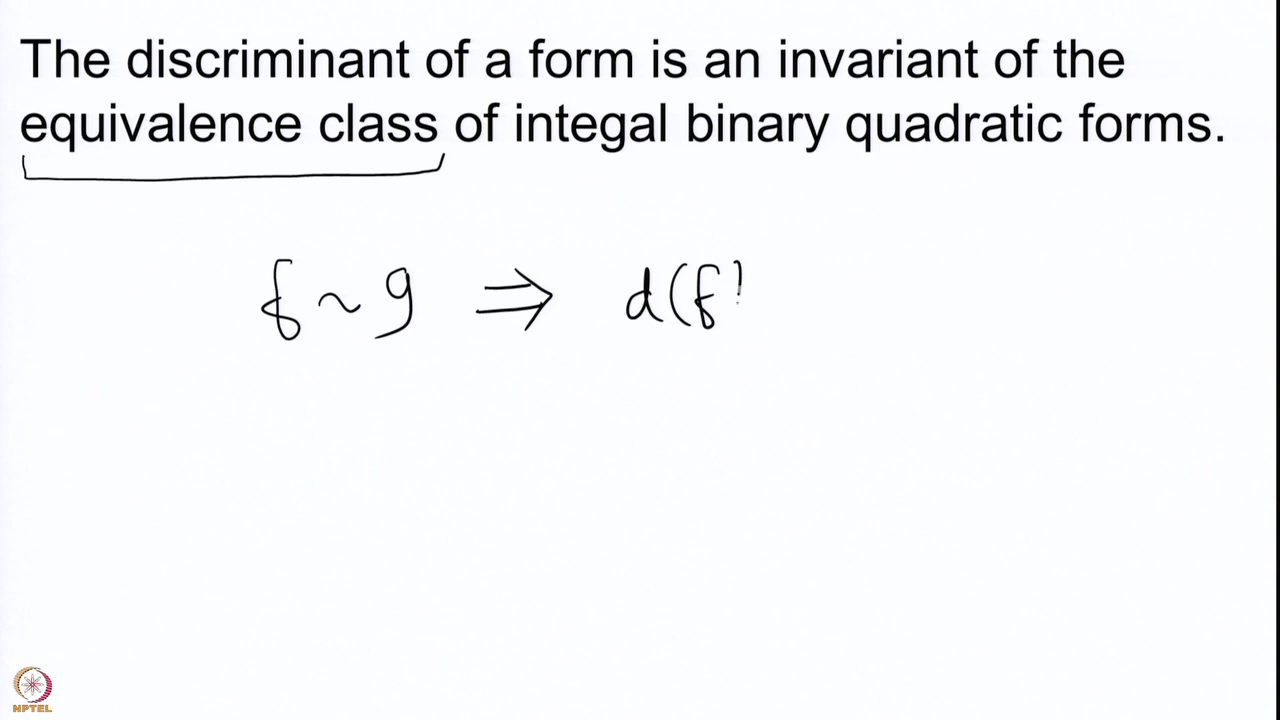 The discriminant of a form is an invariant of the
equivalence class of integal binary quadratic forms.
f ~ g ⇒ d(f)
NPTEL